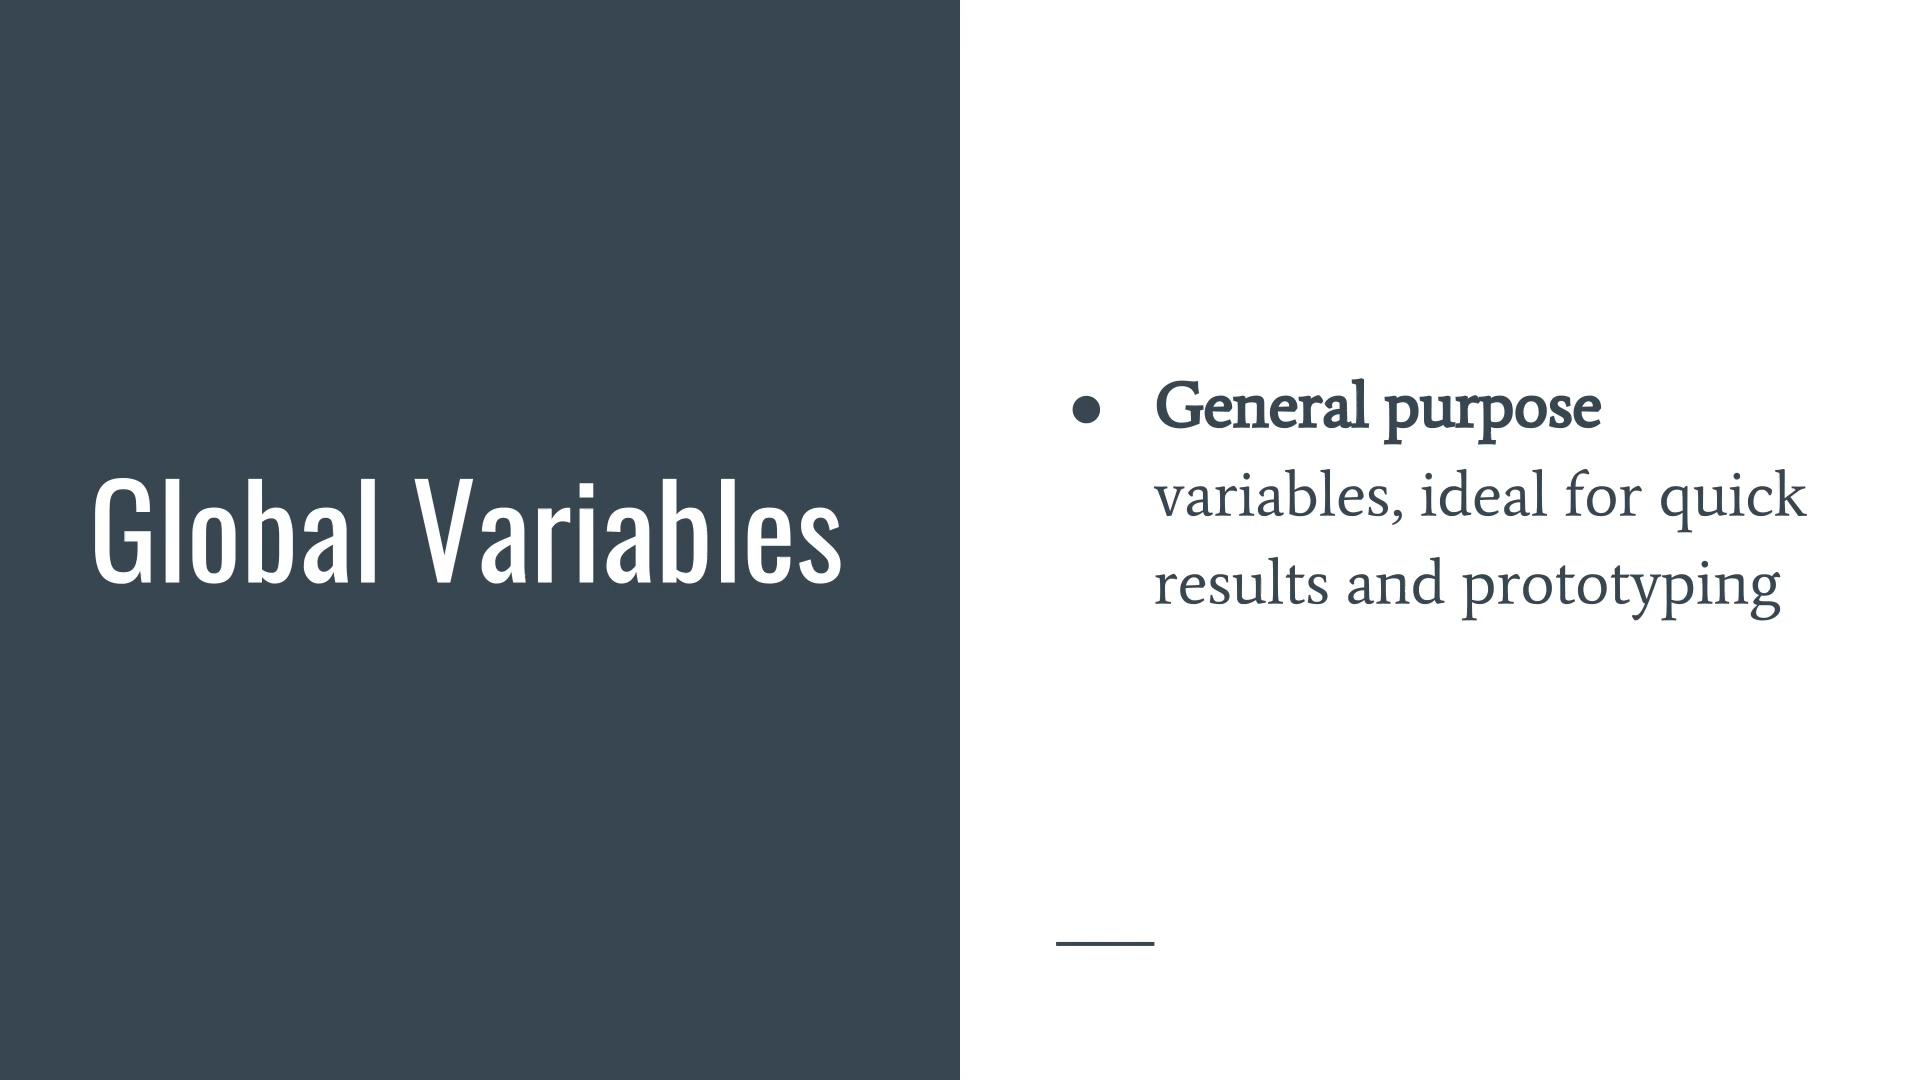 Global Variables
● General purpose
variables, ideal for quick
results and prototyping